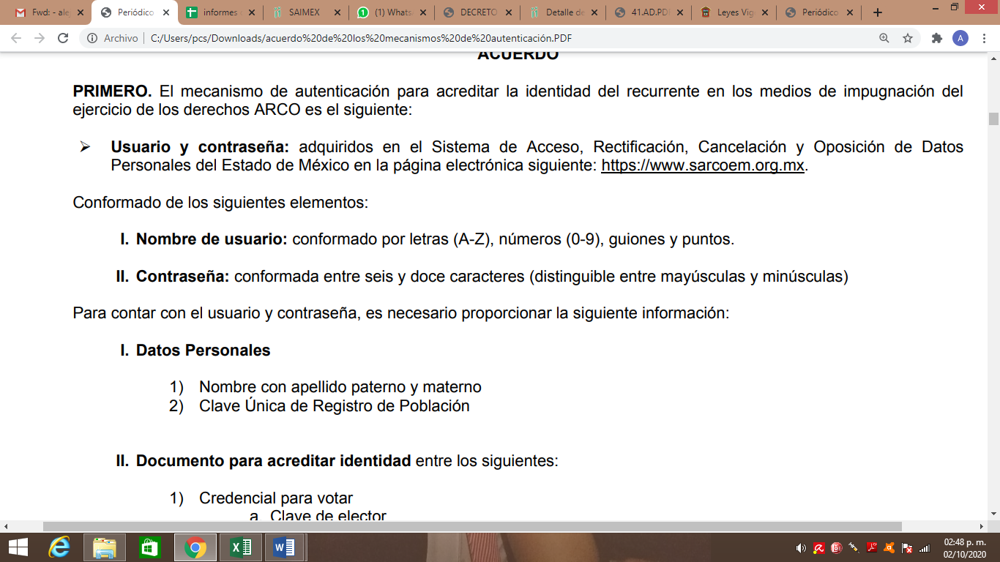 Fwd: - ale
Periódico
informes
SAIMEX
(1) Whats
DECRETO
Detalle de
41.AD.PD
Leyes Vig
Periódico
Archivo
C:/Users/pcs/Downloads/acuerdo%20de%20los%20mecanismos%20de%20autenticación.PDF
A
ACUERDO
PRIMERO. El mecanismo de autenticación para acreditar la identidad del recurrente en los medios de impugnación del
ejercicio de los derechos ARCO es el siguiente:
➢ Usuario y contraseña: adquiridos en el Sistema de Acceso, Rectificación, Cancelación y Oposición de Datos
Personales del Estado de México en la página electrónica siguiente: https://www.sarcoem.org.mx.
Conformado de los siguientes elementos:
I. Nombre de usuario: conformado por letras (A-Z), números (0-9), guiones y puntos.
II. Contraseña: conformada entre seis y doce caracteres (distinguible entre mayúsculas y minúsculas)
Para contar con el usuario y contraseña, es necesario proporcionar la siguiente información:
I. Datos Personales
1) Nombre con apellido paterno y materno
2) Clave Única de Registro de Población
II. Documento para acreditar identidad entre los siguientes:
1) Credencial para votar
a Clave de elector
02:48 p. m.
02/10/2020